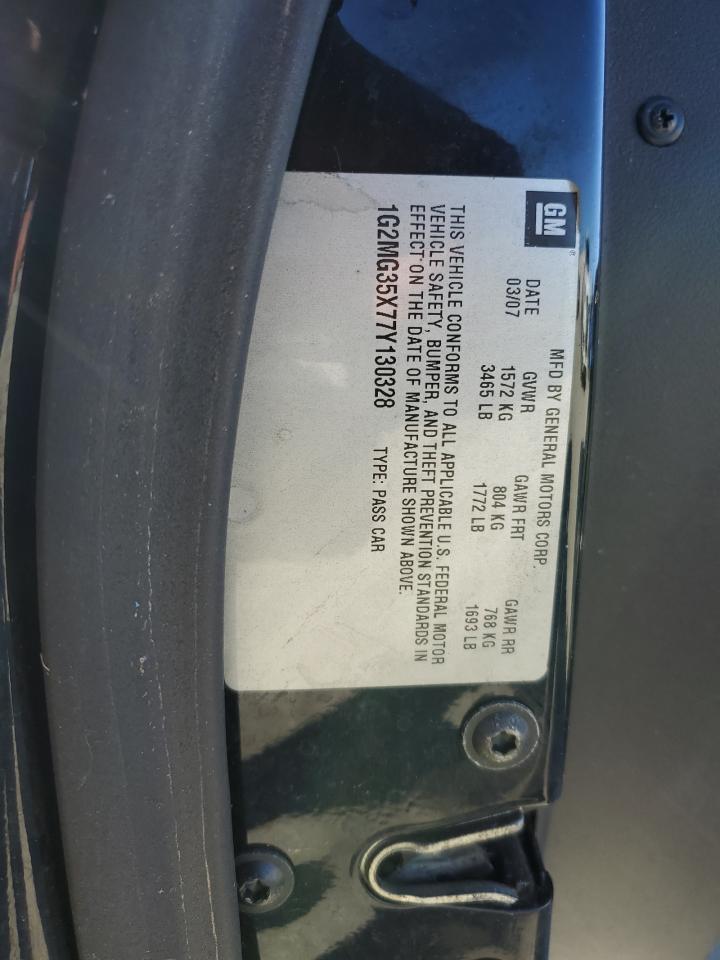 GM®
MFD BY GENERAL MOTORS CORP.
DATE GVWR GAWR FRT GAWR RR
03/07 1572 KG 804 KG 768 KG
3465 LB 1772 LB 1693 LB
THIS VEHICLE CONFORMS TO ALL APPLICABLE U.S. FEDERAL MOTOR
VEHICLE SAFETY, BUMPER, AND THEFT PREVENTION STANDARDS IN
EFFECT ON THE DATE OF MANUFACTURE SHOWN ABOVE.
1G2MG35X77Y130328 TYPE: PASS CAR